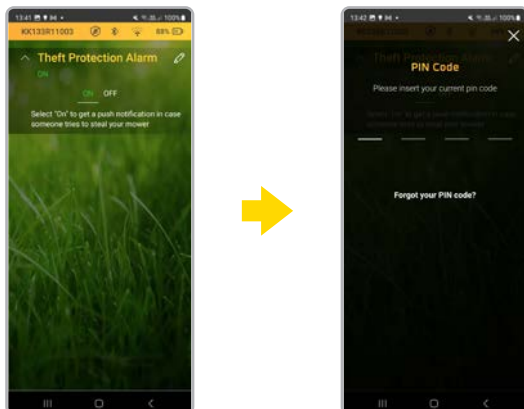 13:41
100%
KK133R11003
88%
Theft Protection Alarm
ON
ON OFF
Select "On" to get a push notification in case
someone tries to steal your mower
13:42
100%
PIN Code
Please insert your current pin code
Forgot your PIN code?